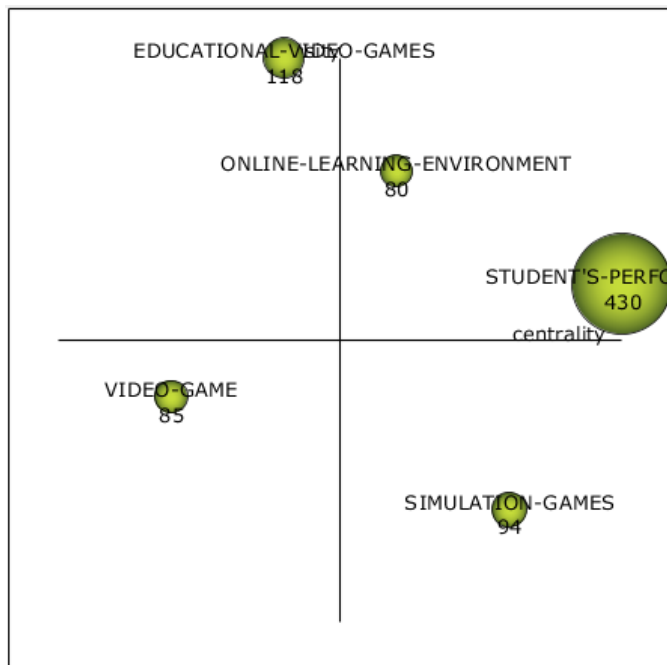 EDUCATIONAL-VIDEO-GAMES
118
ONLINE-LEARNING-ENVIRONMENT
80
STUDENT'S-PERFO
430
centrality
VIDEO-GAME
85
SIMULATION-GAMES
94